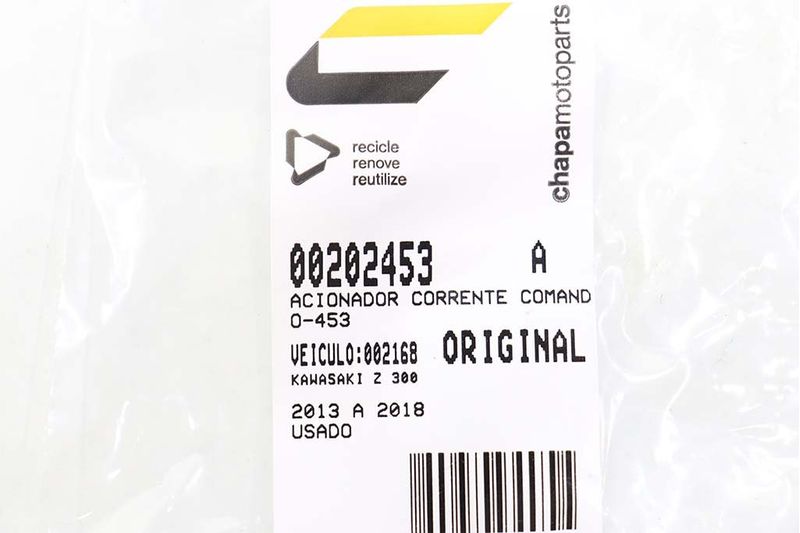 chapamotoparts
recicle
renove
reutilize
00202453 A
ACIONADOR CORRENTE COMAND
O-453
VEICULO:002168 ORIGINAL
KAWASAKI Z 300
2013 A 2018
USADO